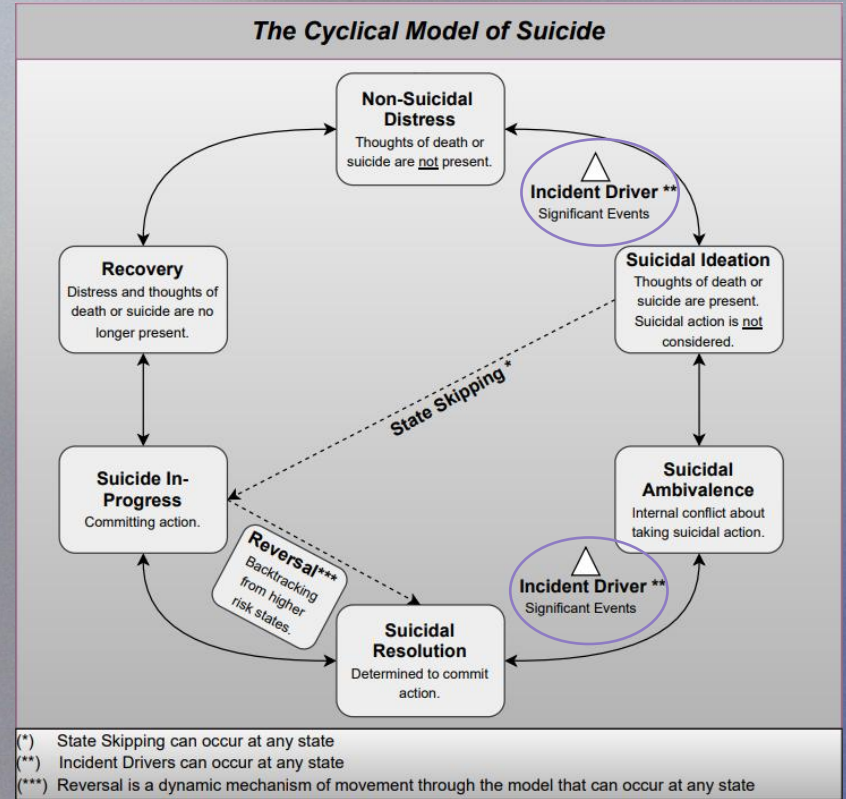 The Cyclical Model of Suicide
Non-Suicidal
Distress
Thoughts of death or
suicide are not present.
Incident Driver **
Significant Events
Suicidal Ideation
Thoughts of death or
suicide are present.
Suicidal action is not
considered.
Recovery
Distress and thoughts of
death or suicide are no
longer present.
State Skipping *
Suicidal
Ambivalence
Internal conflict about
taking suicidal action.
Suicide In-
Progress
Committing action.
Reversal***
Backtracking
from higher
risk states.
Incident Driver **
Significant Events
Suicidal
Resolution
Determined to commit
action.
(*) State Skipping can occur at any state
(**) Incident Drivers can occur at any state
(***) Reversal is a dynamic mechanism of movement through the model that can occur at any state